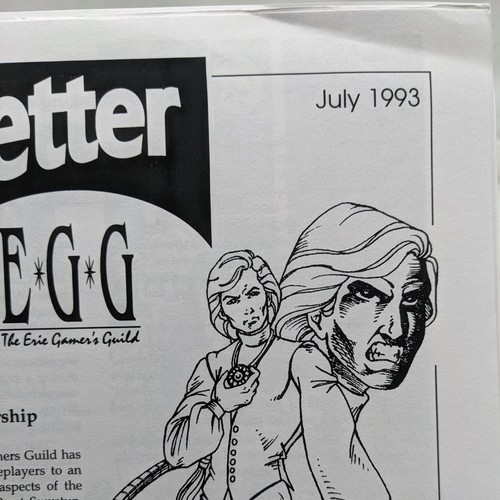 etter
July 1993
E*G*G
The Erie Gamer's Guild
rship
ners Guild has
eplayers to an
aspects of the